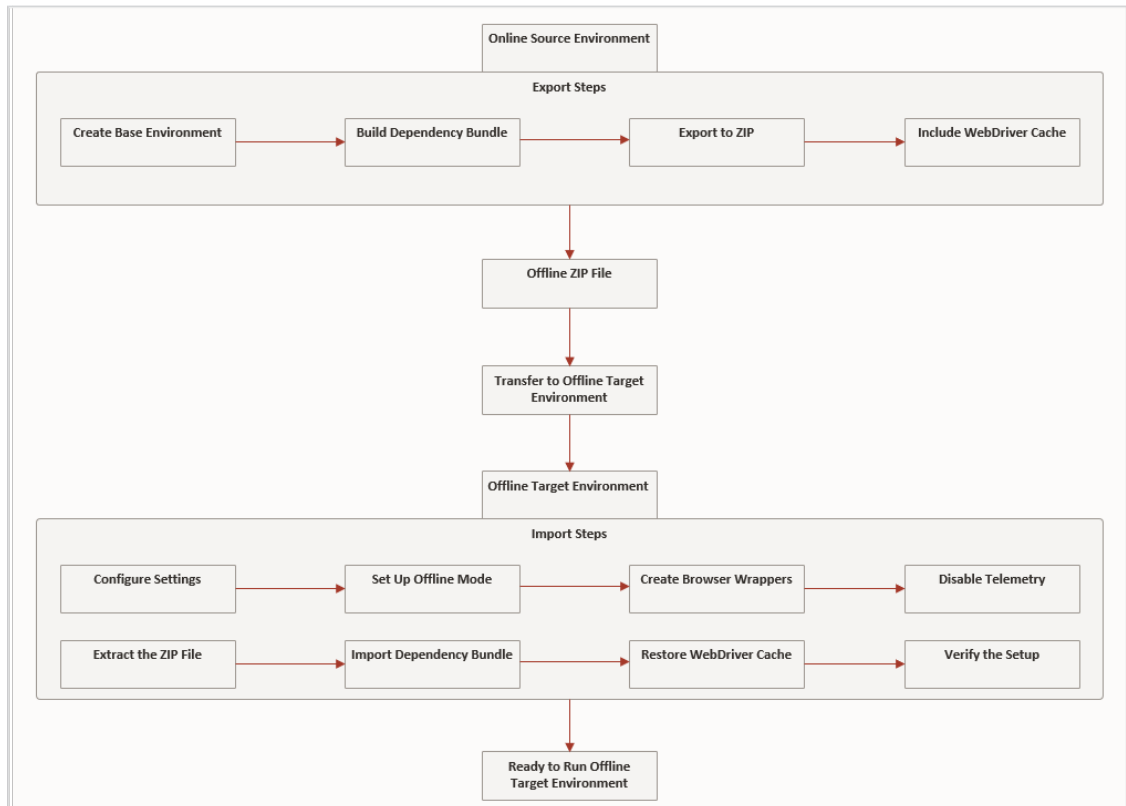 Online Source Environment
Export Steps
Create Base Environment
Build Dependency Bundle
Export to ZIP
Include WebDriver Cache
Offline ZIP File
Transfer to Offline Target
Environment
Offline Target Environment
Import Steps
Configure Settings
Set Up Offline Mode
Create Browser Wrappers
Disable Telemetry
Extract the ZIP File
Import Dependency Bundle
Restore WebDriver Cache
Verify the Setup
Ready to Run Offline
Target Environment